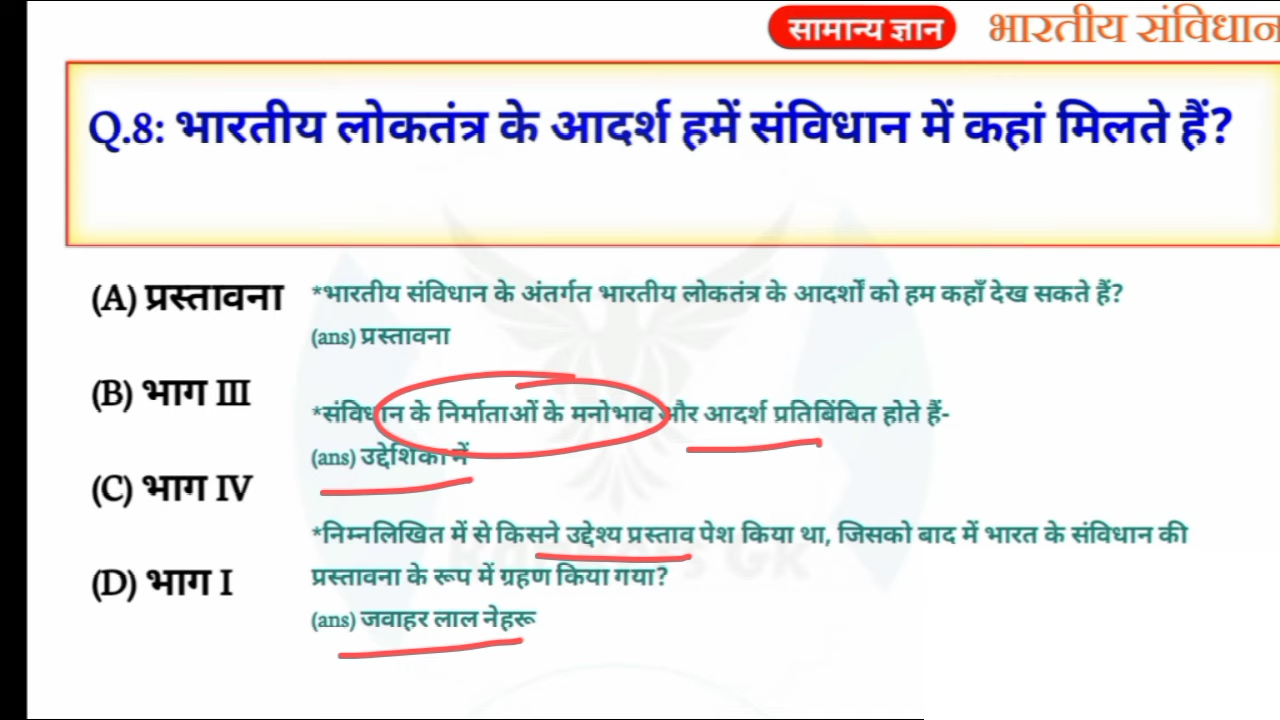 सामान्य ज्ञान भारतीय संविधान
Q.8: भारतीय लोकतंत्र के आदर्श हमें संविधान में कहां मिलते हैं?
(A) प्रस्तावना
*भारतीय संविधान के अंतर्गत भारतीय लोकतंत्र के आदर्शों को हम कहाँ देख सकते हैं?
(ans) प्रस्तावना
(B) भाग III
*संविधान के निर्माताओं के मनोभाव और आदर्श प्रतिबिंबित होते हैं-
(ans) उद्देशिका में
(C) भाग IV
*निम्नलिखित में से किसने उद्देश्य प्रस्ताव पेश किया था, जिसको बाद में भारत के संविधान की
(D) भाग I
प्रस्तावना के रूप में ग्रहण किया गया?
(ans) जवाहर लाल नेहरू